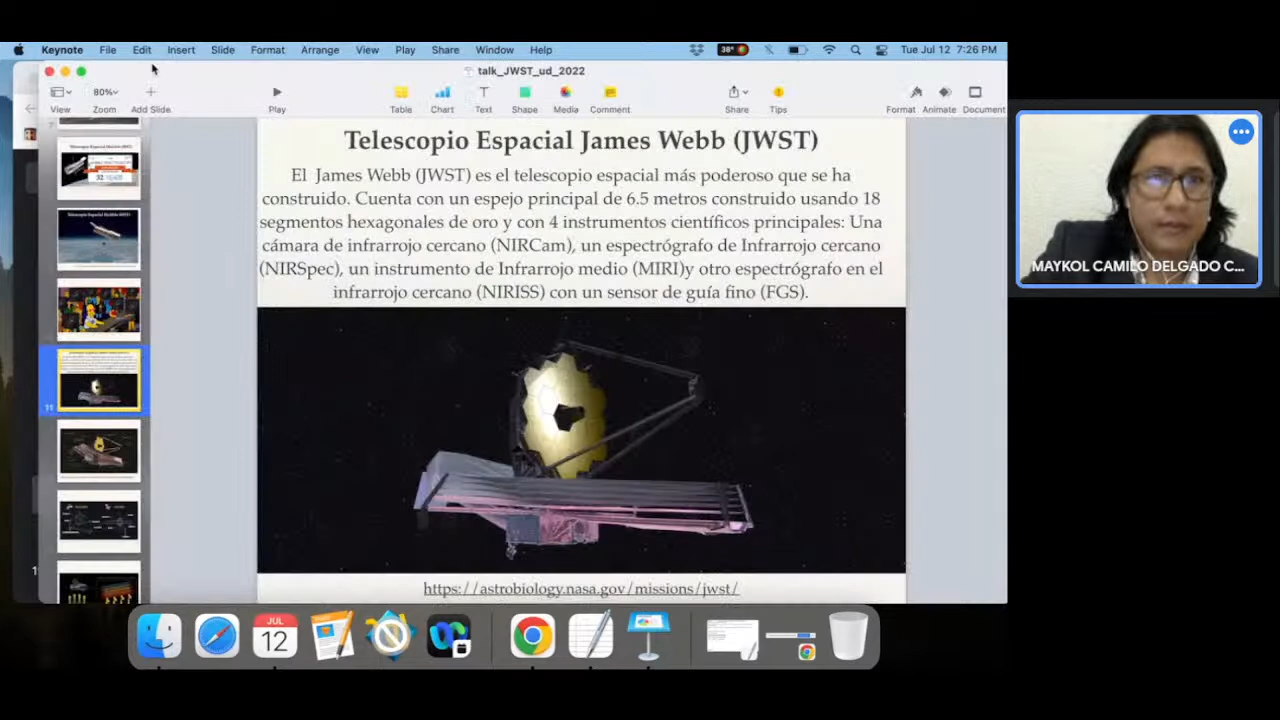 Keynote File Edit Insert Slide Format Arrange View Play Share Window Help 38° Tue Jul 12 7:26 PM
talk_JWST_ud_2022
80%
View Zoom Add Slide Play Table Chart Text Shape Media Comment Share Tips Format Animate Document
7
Telescopio Espacial James Webb (JWST)
El James Webb (JWST) es el telescopio espacial más poderoso que se ha
construido. Cuenta con un espejo principal de 6.5 metros construido usando 18
segmentos hexagonales de oro y con 4 instrumentos científicos principales: Una
cámara de infrarrojo cercano (NIRCam), un espectrógrafo de Infrarrojo cercano
(NIRSpec), un instrumento de Infrarrojo medio (MIRI)y otro espectrógrafo en el
infrarrojo cercano (NIRISS) con un sensor de guía fino (FGS).
https://astrobiology.nasa.gov/missions/jwst/
11
MAYKOL CAMILO DELGADO C...
JUL
12